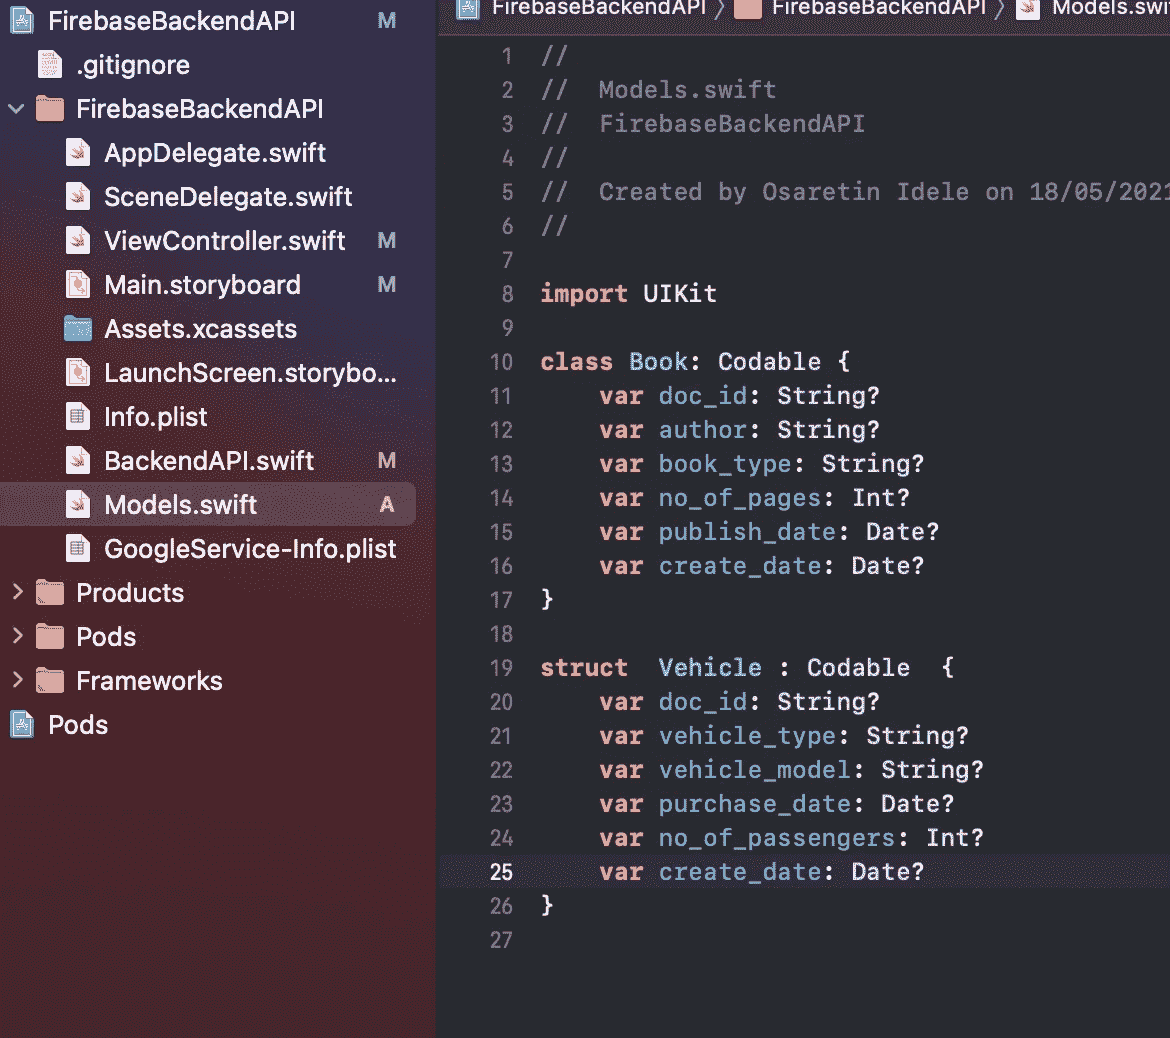 FirebaseBackendAPI M
.gitignore
FirebaseBackendAPI
AppDelegate.swift
SceneDelegate.swift
ViewController.swift M
Main.storyboard M
Assets.xcassets
LaunchScreen.storybo...
Info.plist
BackendAPI.swift M
Models.swift A
GoogleService-Info.plist
Products
Pods
Frameworks
Pods
FirebaseBackendAPI 〉 FirebaseBackendAPI 〉 Models.swi
1 //
2 //  Models.swift
3 //  FirebaseBackendAPI
4 //
5 //  Created by Osaretin Idele on 18/05/2021
6 //
7
8 import UIKit
9
10 class Book: Codable {
11     var doc_id: String?
12     var author: String?
13     var book_type: String?
14     var no_of_pages: Int?
15     var publish_date: Date?
16     var create_date: Date?
17 }
18
19 struct  Vehicle : Codable  {
20     var doc_id: String?
21     var vehicle_type: String?
22     var vehicle_model: String?
23     var purchase_date: Date?
24     var no_of_passengers: Int?
25     var create_date: Date?
26 }
27